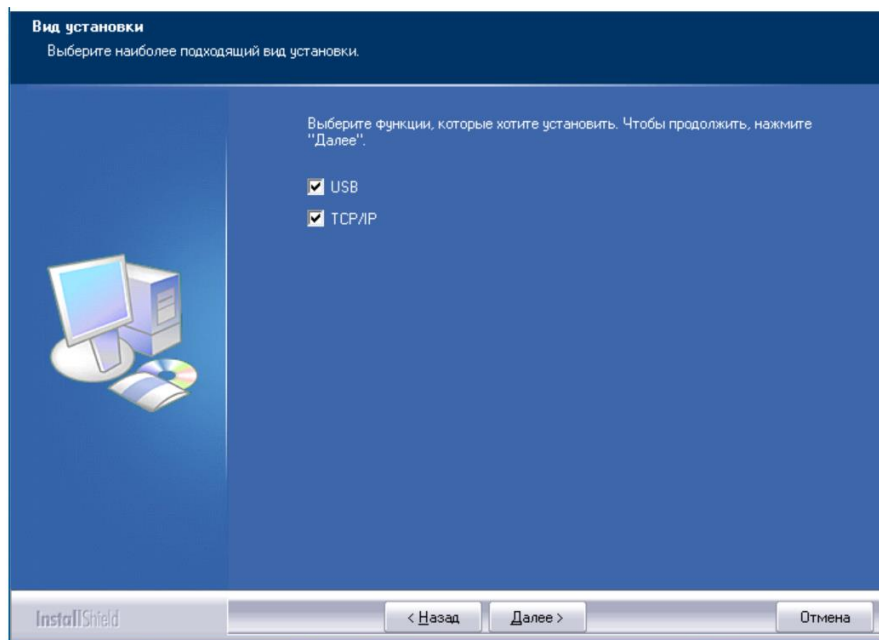 Вид установки
Выберите наиболее подходящий вид установки.
Выберите функции, которые хотите установить. Чтобы продолжить, нажмите
"Далее".
USB
TCP/IP
InstallShield
< Назад
Далее >
Отмена